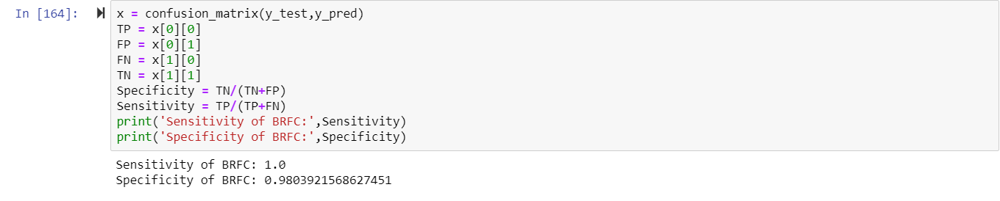 In [164]:
x = confusion_matrix(y_test,y_pred)
TP = x[0][0]
FP = x[0][1]
FN = x[1][0]
TN = x[1][1]
Specificity = TN/(TN+FP)
Sensitivity = TP/(TP+FN)
print('Sensitivity of BRFC:',Sensitivity)
print('Specificity of BRFC:',Specificity)
Sensitivity of BRFC: 1.0
Specificity of BRFC: 0.9803921568627451